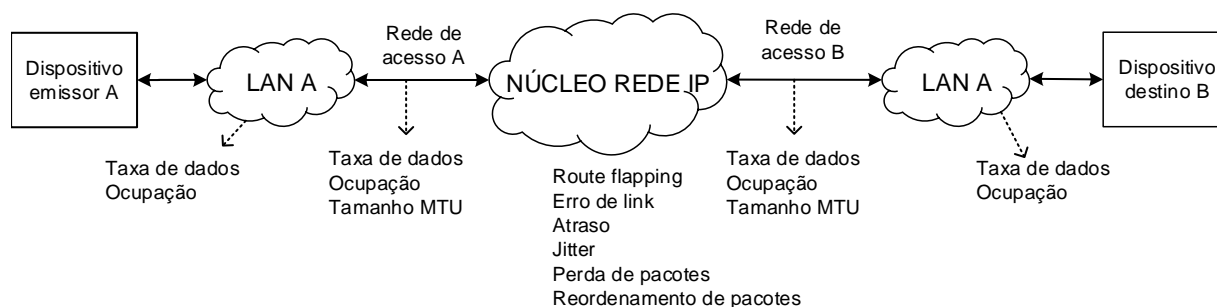 Dispositivo
emissor A
LAN A
Rede de
acesso A
NÚCLEO REDE IP
Rede de
acesso B
LAN A
Dispositivo
destino B
Taxa de dados
Ocupação
Taxa de dados
Ocupação
Tamanho MTU
Route flapping
Erro de link
Atraso
Jitter
Perda de pacotes
Reordenamento de pacotes
Taxa de dados
Ocupação
Tamanho MTU
Taxa de dados
Ocupação